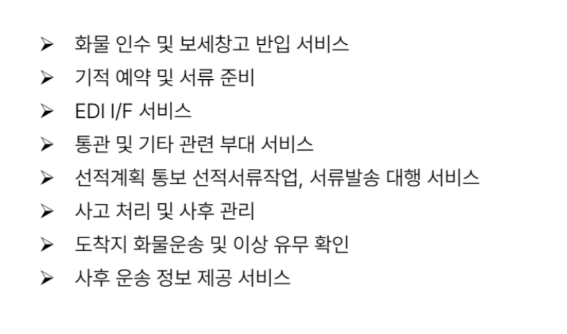 ➢ 화물 인수 및 보세창고 반입 서비스
➢ 기적 예약 및 서류 준비
➢ EDI I/F 서비스
➢ 통관 및 기타 관련 부대 서비스
➢ 선적계획 통보 선적서류작업, 서류발송 대행 서비스
➢ 사고 처리 및 사후 관리
➢ 도착지 화물운송 및 이상 유무 확인
➢ 사후 운송 정보 제공 서비스